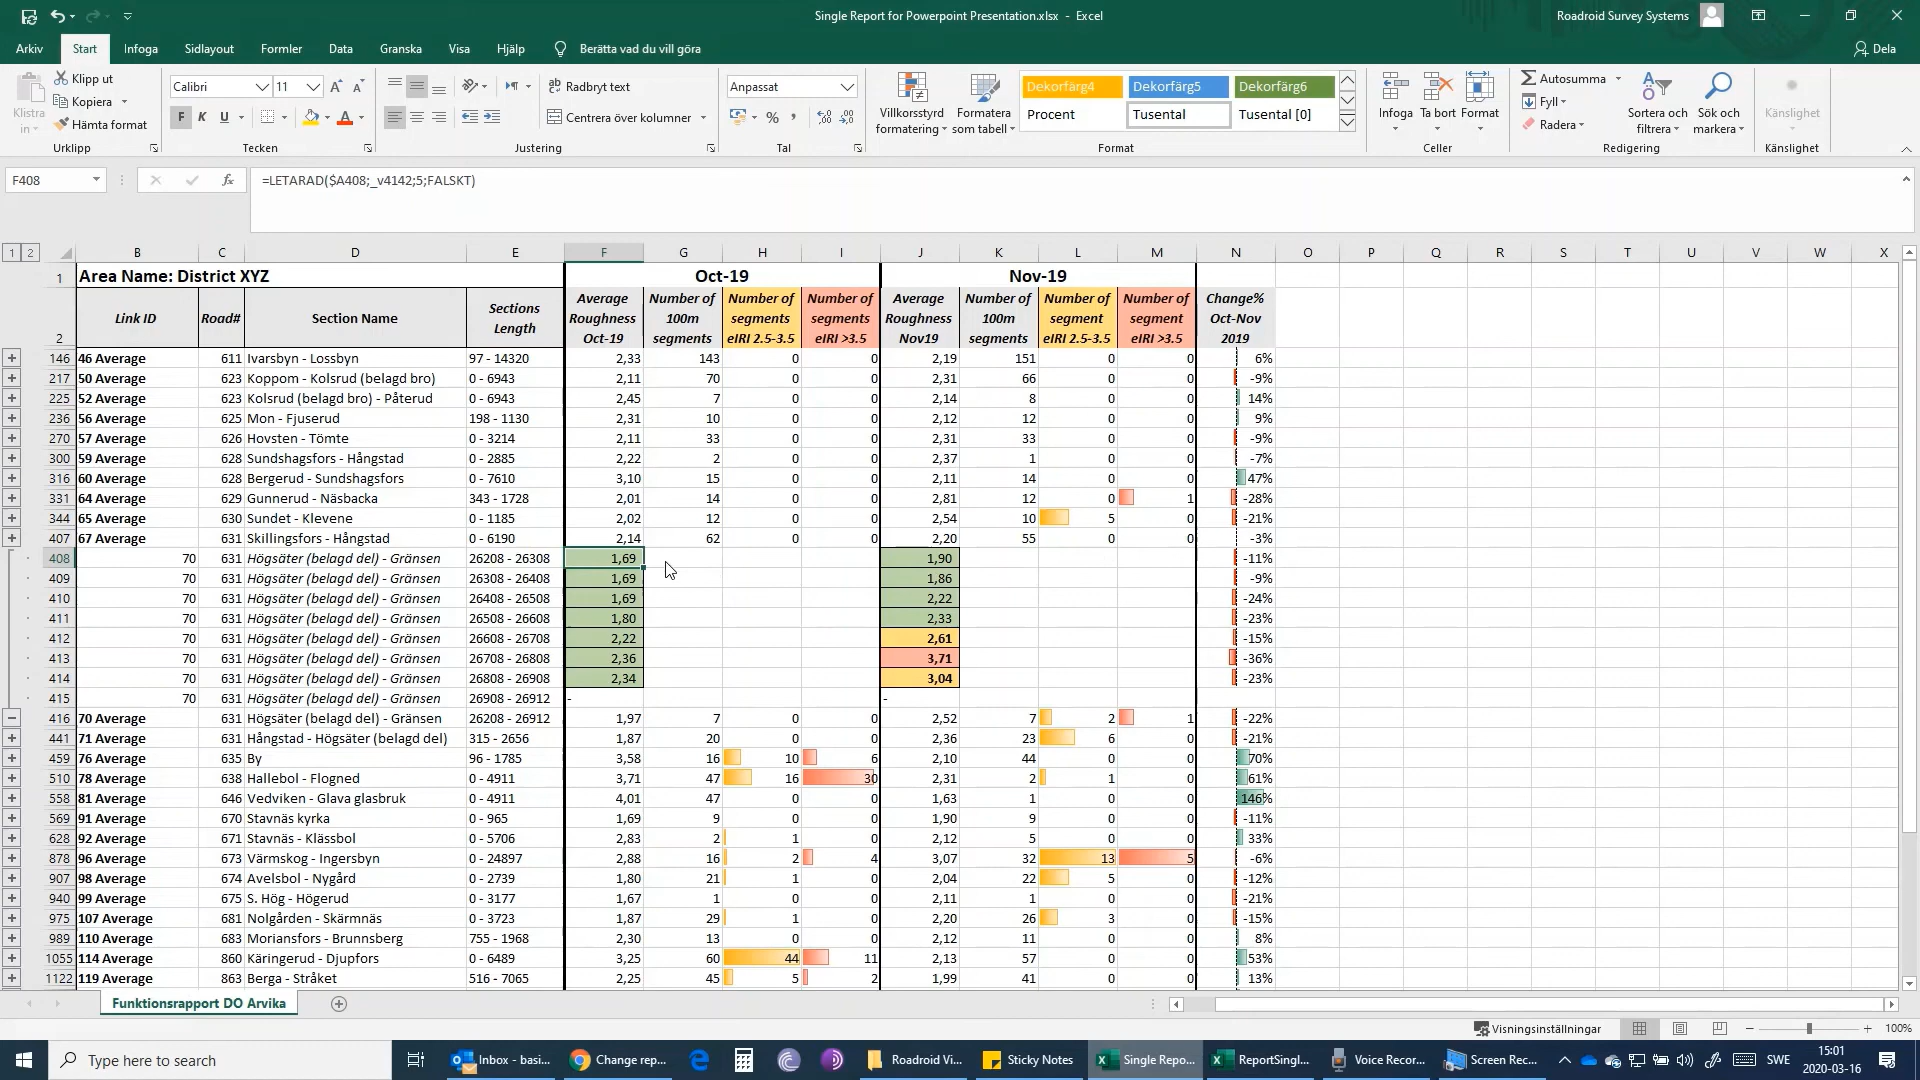 Single Report for Powerpoint Presentation.xlsx - Excel
Roadroid Survey Systems
Arkiv Start Infoga Sidlayout Formler Data Granska Visa Hjälp Berätta vad du vill göra Dela
Klistra in
Klipp ut
Kopiera
Hämta format
Urklipp
Calibri 11
F K U
Tecken
Radbryt text
Centrera över kolumner
Justering
Anpassat
Tal
Villkorsstyrd formatering
Formatera som tabell
Dekorfärg4 Dekorfärg5 Dekorfärg6
Procent Tusental Tusental [0]
Format
Infoga Ta bort Format
Celler
Autosumma
Fyll
Radera
Sortera och filtrera
Sök och markera
Redigering
Känslighet
Känslighet
F408 fx =LETARAD($A408;_v4142;5;FALSKT)
1 2
B C D E F G H I J K L M N O P Q R S T U V W X
1 Area Name: District XYZ Oct-19 Nov-19
2 Link ID Road# Section Name Sections Length Average Roughness Oct-19 Number of 100m segments Number of segments eIRI 2.5-3.5 Number of segments eIRI >3.5 Average Roughness Nov19 Number of 100m segments Number of segment eIRI 2.5-3.5 Number of segment eIRI >3.5 Change% Oct-Nov 2019
146 46 Average 611 Ivarsbyn - Lossbyn 97 - 14320 2,33 143 0 0 2,19 151 0 0 6%
217 50 Average 623 Koppom - Kolsrud (belagd bro) 0 - 6943 2,11 70 0 0 2,31 66 0 0 -9%
225 52 Average 623 Kolsrud (belagd bro) - Påterud 0 - 6943 2,45 7 0 0 2,14 8 0 0 14%
236 56 Average 625 Mon - Fjuserud 198 - 1130 2,31 10 0 0 2,12 12 0 0 9%
270 57 Average 626 Hovsten - Tömte 0 - 3214 2,11 33 0 0 2,31 33 0 0 -9%
300 59 Average 628 Sundshagsfors - Hångstad 0 - 2885 2,22 2 0 0 2,37 1 0 0 -7%
316 60 Average 628 Bergerud - Sundshagsfors 0 - 7610 3,10 15 0 0 2,11 14 0 0 47%
331 64 Average 629 Gunnerud - Näsbacka 343 - 1728 2,01 14 0 0 2,81 12 0 1 -28%
344 65 Average 630 Sundet - Klevene 0 - 1185 2,02 12 0 0 2,54 10 5 0 -21%
407 67 Average 631 Skillingsfors - Hångstad 0 - 6190 2,14 62 0 0 2,20 55 0 0 -3%
408 70 631 Högsäter (belagd del) - Gränsen 26208 - 26308 1,69 1,90 -11%
409 70 631 Högsäter (belagd del) - Gränsen 26308 - 26408 1,69 1,86 -9%
410 70 631 Högsäter (belagd del) - Gränsen 26408 - 26508 1,69 2,22 -24%
411 70 631 Högsäter (belagd del) - Gränsen 26508 - 26608 1,80 2,33 -23%
412 70 631 Högsäter (belagd del) - Gränsen 26608 - 26708 2,22 2,61 -15%
413 70 631 Högsäter (belagd del) - Gränsen 26708 - 26808 2,36 3,71 -36%
414 70 631 Högsäter (belagd del) - Gränsen 26808 - 26908 2,34 3,04 -23%
415 70 631 Högsäter (belagd del) - Gränsen 26908 - 26912 - -
416 70 Average 631 Högsäter (belagd del) - Gränsen 26208 - 26912 1,97 7 0 0 2,52 7 2 1 -22%
441 71 Average 631 Hångstad - Högsäter (belagd del) 315 - 2656 1,87 20 0 0 2,36 23 6 0 -21%
459 76 Average 635 By 96 - 1785 3,58 16 10 6 2,10 44 0 0 70%
510 78 Average 638 Hallebol - Flogned 0 - 4911 3,71 47 16 30 2,31 2 1 0 61%
558 81 Average 646 Vedviken - Glava glasbruk 0 - 4911 4,01 47 0 0 1,63 1 0 0 146%
569 91 Average 670 Stavnäs kyrka 0 - 965 1,69 9 0 0 1,90 9 0 0 -11%
628 92 Average 671 Stavnäs - Klässbol 0 - 5706 2,83 2 1 0 2,12 5 0 0 33%
878 96 Average 673 Värmskog - Ingersbyn 0 - 24897 2,88 16 2 4 3,07 32 13 5 -6%
907 98 Average 674 Avelsbol - Nygård 0 - 2739 1,80 21 1 0 2,04 22 5 0 -12%
940 99 Average 675 S. Hög - Högerud 0 - 3177 1,67 1 0 0 2,11 1 0 0 -21%
975 107 Average 681 Nolgården - Skärmnäs 0 - 3723 1,87 29 1 0 2,20 26 3 0 -15%
989 110 Average 683 Moriansfors - Brunnsberg 755 - 1968 2,30 13 0 0 2,12 11 0 0 8%
1055 114 Average 860 Käringerud - Djupfors 0 - 6489 3,25 60 44 11 2,13 57 0 0 53%
1122 119 Average 863 Berga - Stråket 516 - 7065 2,25 45 5 2 1,99 41 0 0 13%
Funktionsrapport DO Arvika
Visningsinställningar 100%
Type here to search Inbox - basi... Change rep... Roadroid Vi... Sticky Notes Single Repo... ReportSingl... Voice Recor... Screen Rec... SWE 15:01
2020-03-16